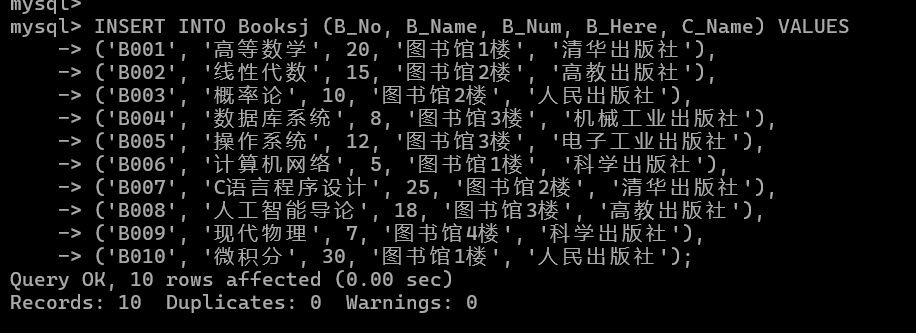 mysql>
mysql> INSERT INTO Booksj (B_No, B_Name, B_Num, B_Here, C_Name) VALUES
    -> ('B001', '高等数学', 20, '图书馆1楼', '清华出版社'),
    -> ('B002', '线性代数', 15, '图书馆2楼', '高教出版社'),
    -> ('B003', '概率论', 10, '图书馆2楼', '人民出版社'),
    -> ('B004', '数据库系统', 8, '图书馆3楼', '机械工业出版社'),
    -> ('B005', '操作系统', 12, '图书馆3楼', '电子工业出版社'),
    -> ('B006', '计算机网络', 5, '图书馆1楼', '科学出版社'),
    -> ('B007', 'C语言程序设计', 25, '图书馆2楼', '清华出版社'),
    -> ('B008', '人工智能导论', 18, '图书馆3楼', '高教出版社'),
    -> ('B009', '现代物理', 7, '图书馆4楼', '科学出版社'),
    -> ('B010', '微积分', 30, '图书馆1楼', '人民出版社');
Query OK, 10 rows affected (0.00 sec)
Records: 10  Duplicates: 0  Warnings: 0